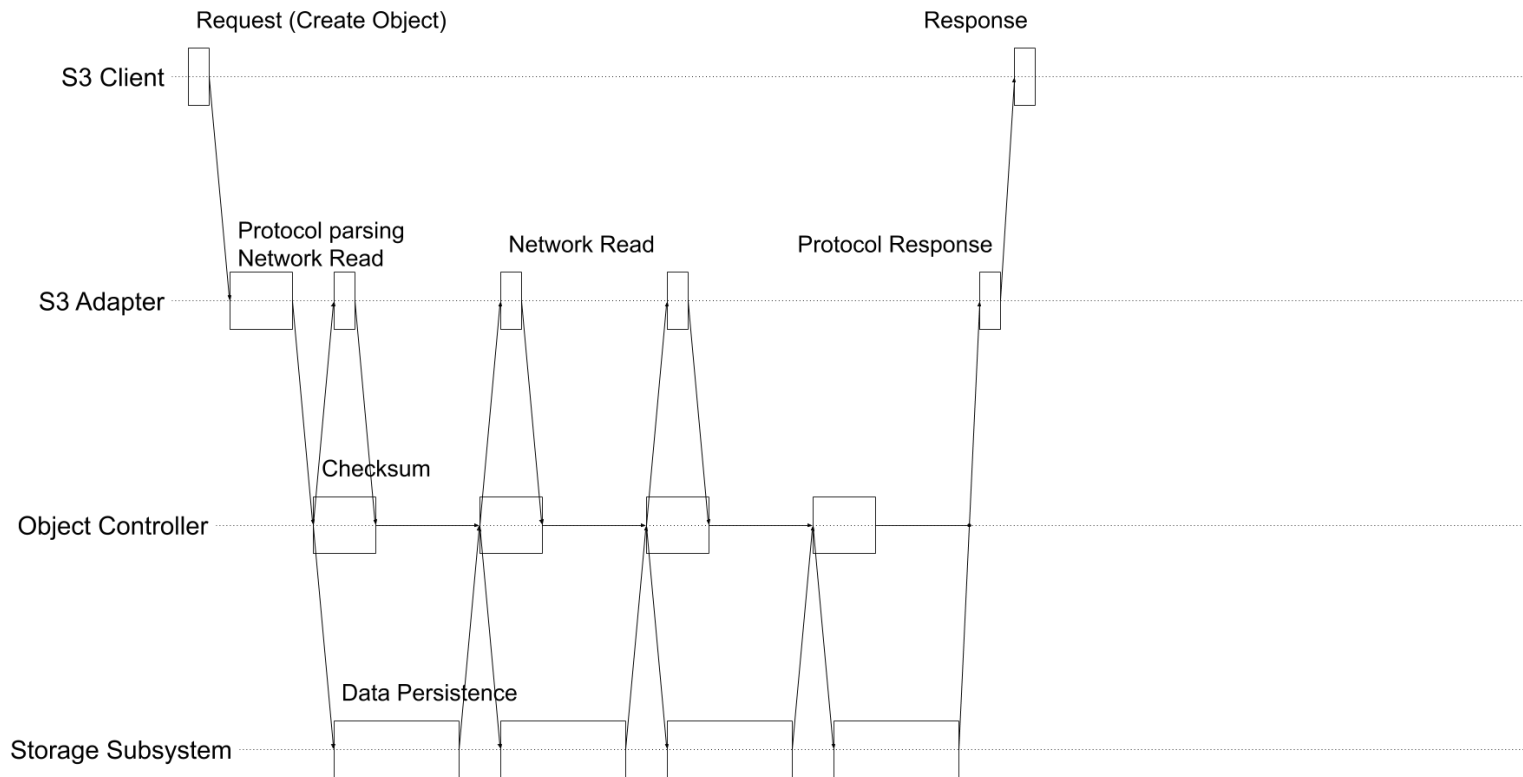 Request (Create Object)
Response
S3 Client
Protocol parsing
Network Read
Network Read
Protocol Response
S3 Adapter
Checksum
Object Controller
Data Persistence
Storage Subsystem